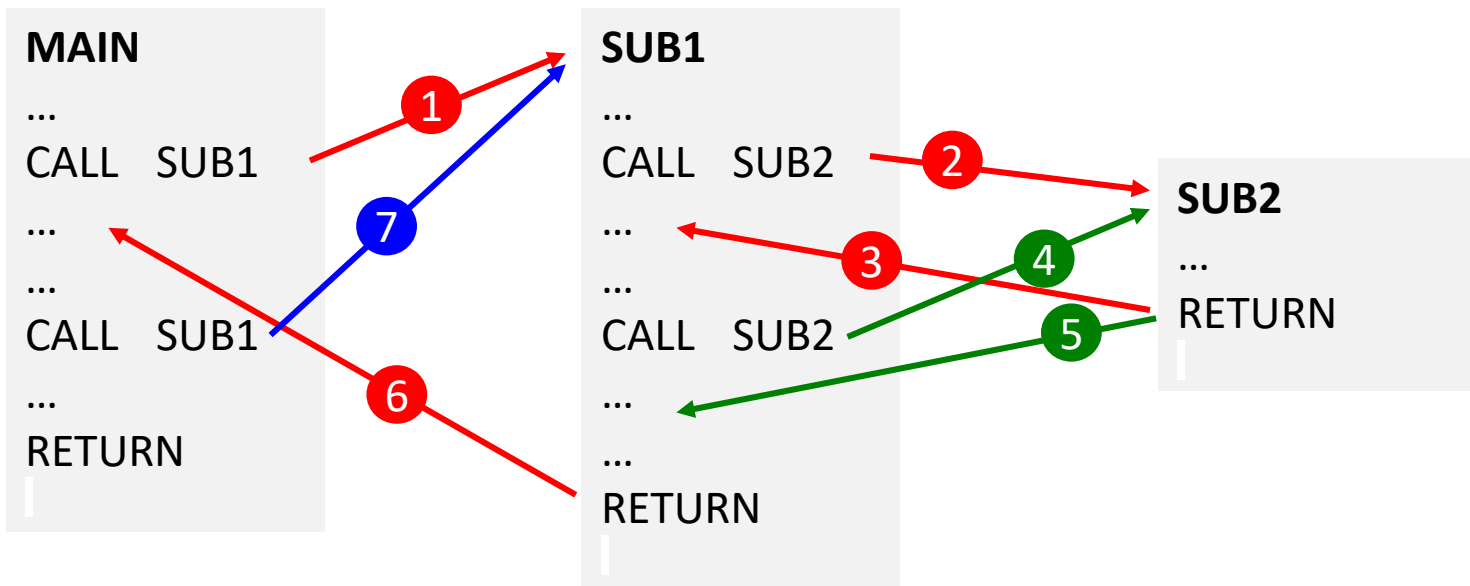 MAIN
...
CALL SUB1
...
...
CALL SUB1
...
RETURN
SUB1
...
CALL SUB2
...
...
CALL SUB2
...
...
RETURN
SUB2
...
RETURN
1
2
3
4
5
6
7